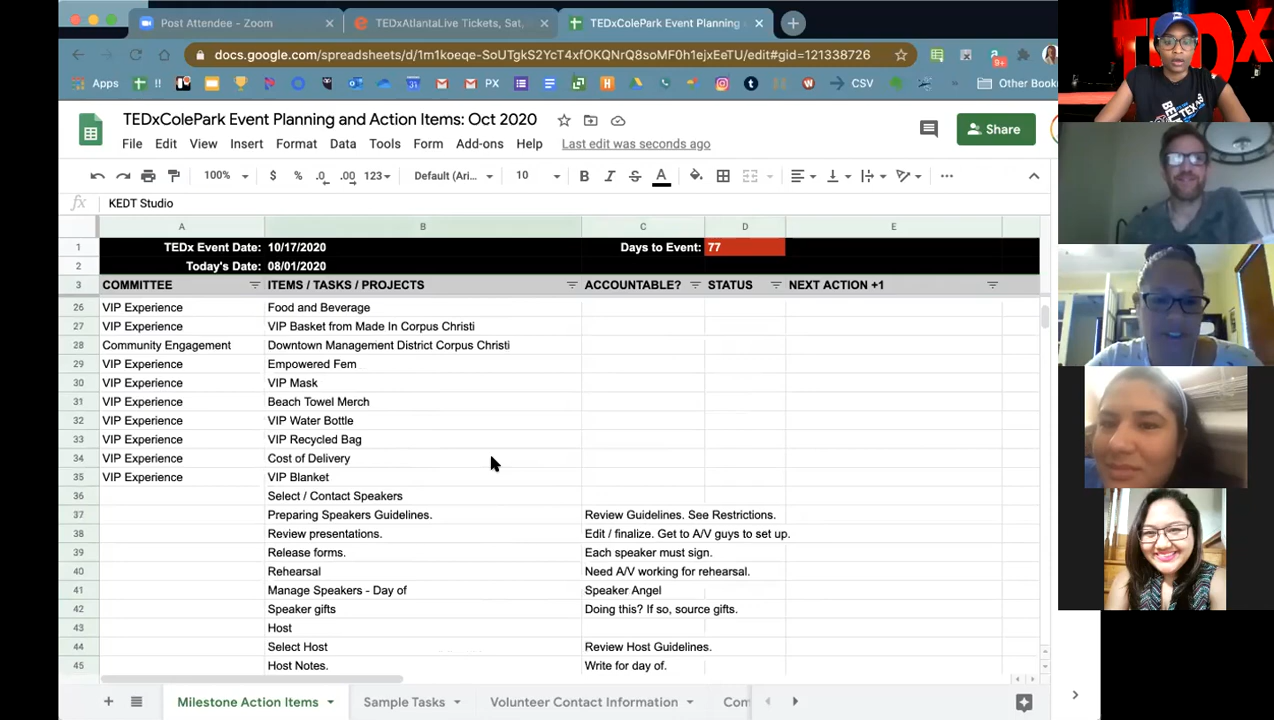 Post Attendee - Zoom
TEDxAtlantaLive Tickets, Sat,
TEDxColePark Event Planning
docs.google.com/spreadsheets/d/1m1koeqe-SoUTgkS2YcT4xfOKQNrQ8soMF0h1ejxEeTU/edit#gid=121338726
9+
Apps
!!
PX
CSV
Other Book
TEDxColePark Event Planning and Action Items: Oct 2020
Share
File Edit View Insert Format Data Tools Form Add-ons Help Last edit was seconds ago
100% $ % .0 .00 123 Default (Ari... 10 B I S A
fx KEDT Studio
A B C D E
1 TEDx Event Date: 10/17/2020 Days to Event: 77
2 Today's Date: 08/01/2020
3 COMMITTEE ITEMS / TASKS / PROJECTS ACCOUNTABLE? STATUS NEXT ACTION +1
26 VIP Experience Food and Beverage
27 VIP Experience VIP Basket from Made In Corpus Christi
28 Community Engagement Downtown Management District Corpus Christi
29 VIP Experience Empowered Fem
30 VIP Experience VIP Mask
31 VIP Experience Beach Towel Merch
32 VIP Experience VIP Water Bottle
33 VIP Experience VIP Recycled Bag
34 VIP Experience Cost of Delivery
35 VIP Experience VIP Blanket
36 Select / Contact Speakers
37 Preparing Speakers Guidelines. Review Guidelines. See Restrictions.
38 Review presentations. Edit / finalize. Get to A/V guys to set up.
39 Release forms. Each speaker must sign.
40 Rehearsal Need A/V working for rehearsal.
41 Manage Speakers - Day of Speaker Angel
42 Speaker gifts Doing this? If so, source gifts.
43 Host
44 Select Host Review Host Guidelines.
45 Host Notes. Write for day of.
Milestone Action Items Sample Tasks Volunteer Contact Information Com
TEDX